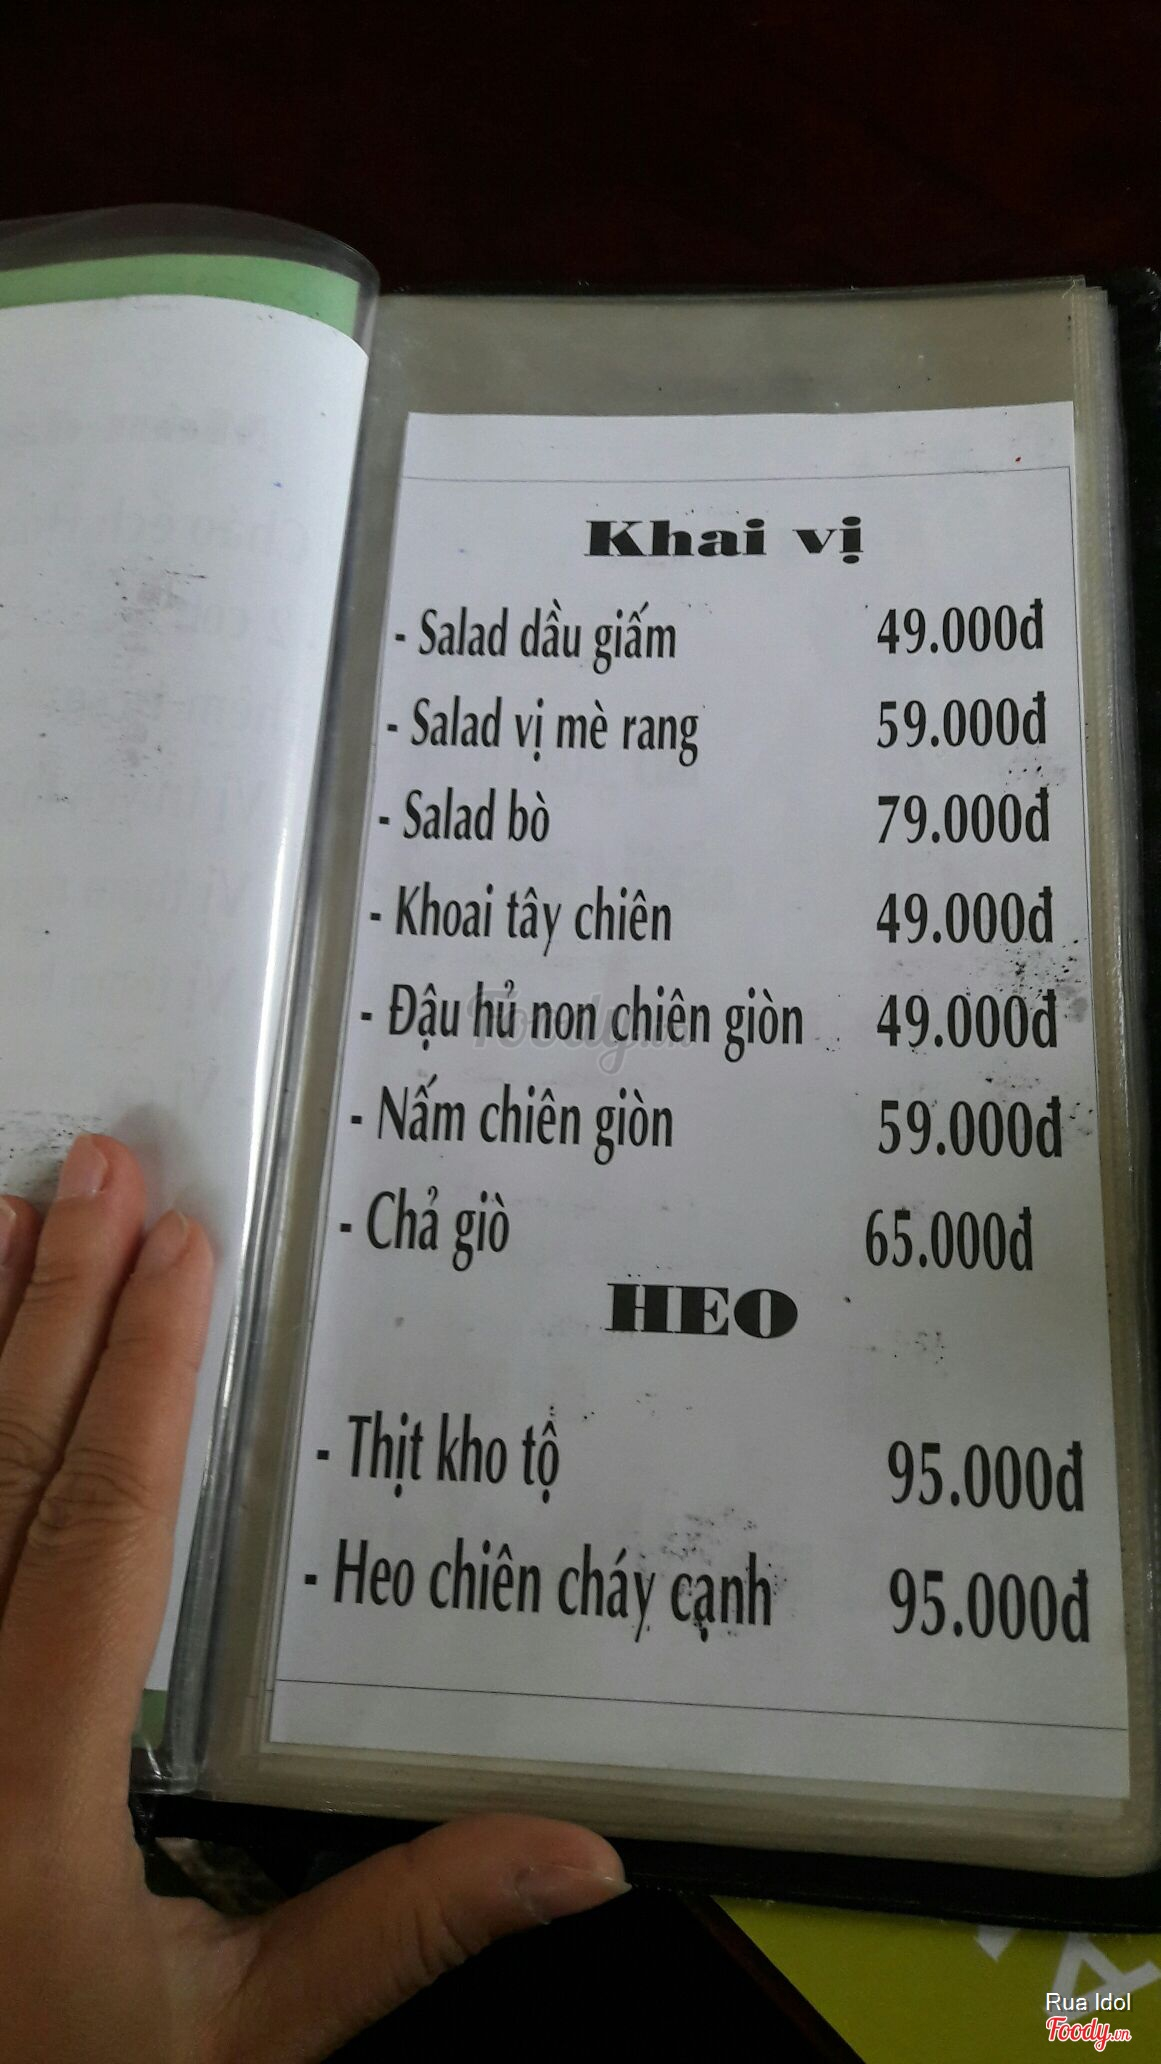 Khai vị
- Salad dầu giấm 49.000đ
- Salad vị mè rang 59.000đ
- Salad bò 79.000đ
- Khoai tây chiên 49.000đ
- Đậu hủ non chiên giòn 49.000đ
- Nấm chiên giòn 59.000đ
- Chả giò 65.000đ
HEO
- Thịt kho tộ 95.000đ
- Heo chiên cháy cạnh 95.000đ
Foody.vn
Rua Idol
Foody.vn